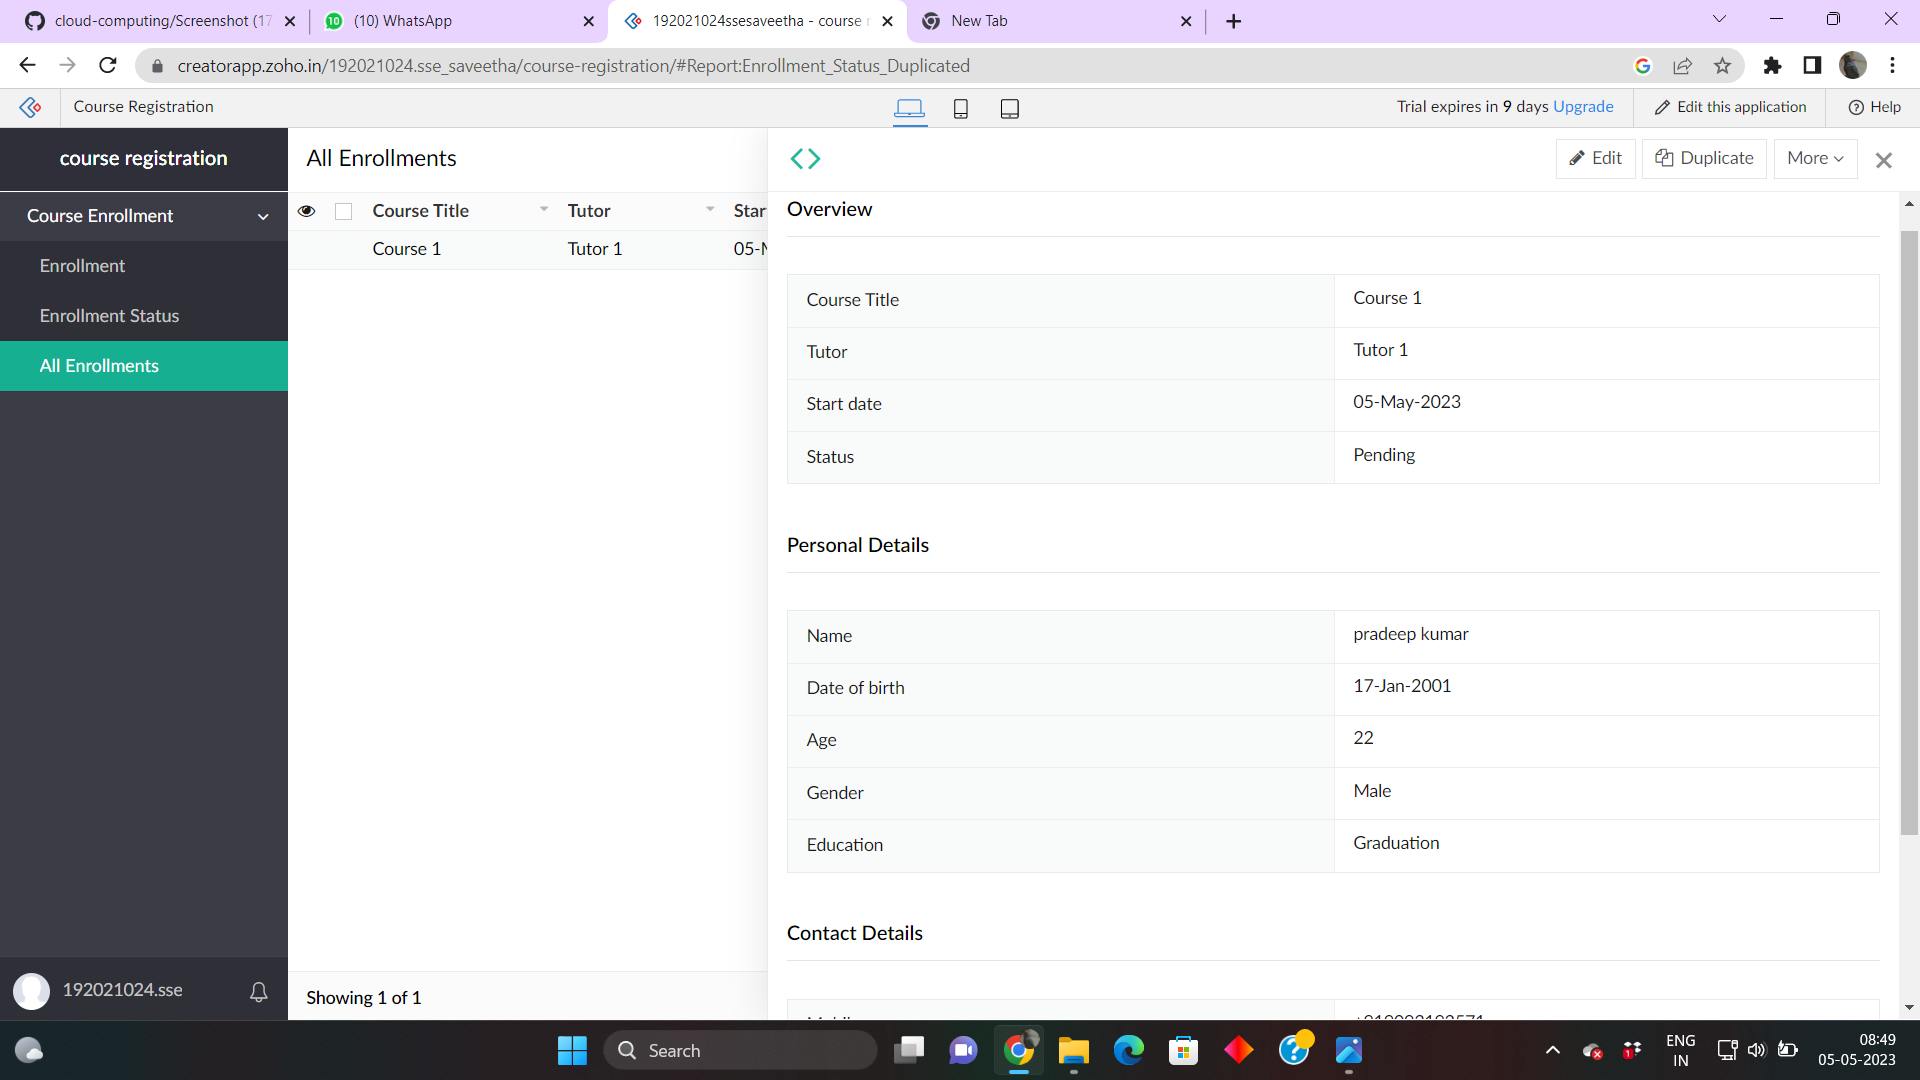 cloud-computing/Screenshot (17
10
(10) WhatsApp
192021024ssesaveetha - course
New Tab
creatorapp.zoho.in/192021024.sse_saveetha/course-registration/#Report:Enrollment_Status_Duplicated
Course Registration
Trial expires in 9 days Upgrade
Edit this application
Help
course registration
All Enrollments
Edit
Duplicate
More
Course Enrollment
Course Title
Tutor
Star
Overview
Course 1
Tutor 1
05-M
Enrollment
Enrollment Status
All Enrollments
Course Title
Course 1
Tutor
Tutor 1
Start date
05-May-2023
Status
Pending
Personal Details
Name
pradeep kumar
Date of birth
17-Jan-2001
Age
22
Gender
Male
Education
Graduation
Contact Details
192021024.sse
Showing 1 of 1
Search
1
ENG
IN
08:49
05-05-2023